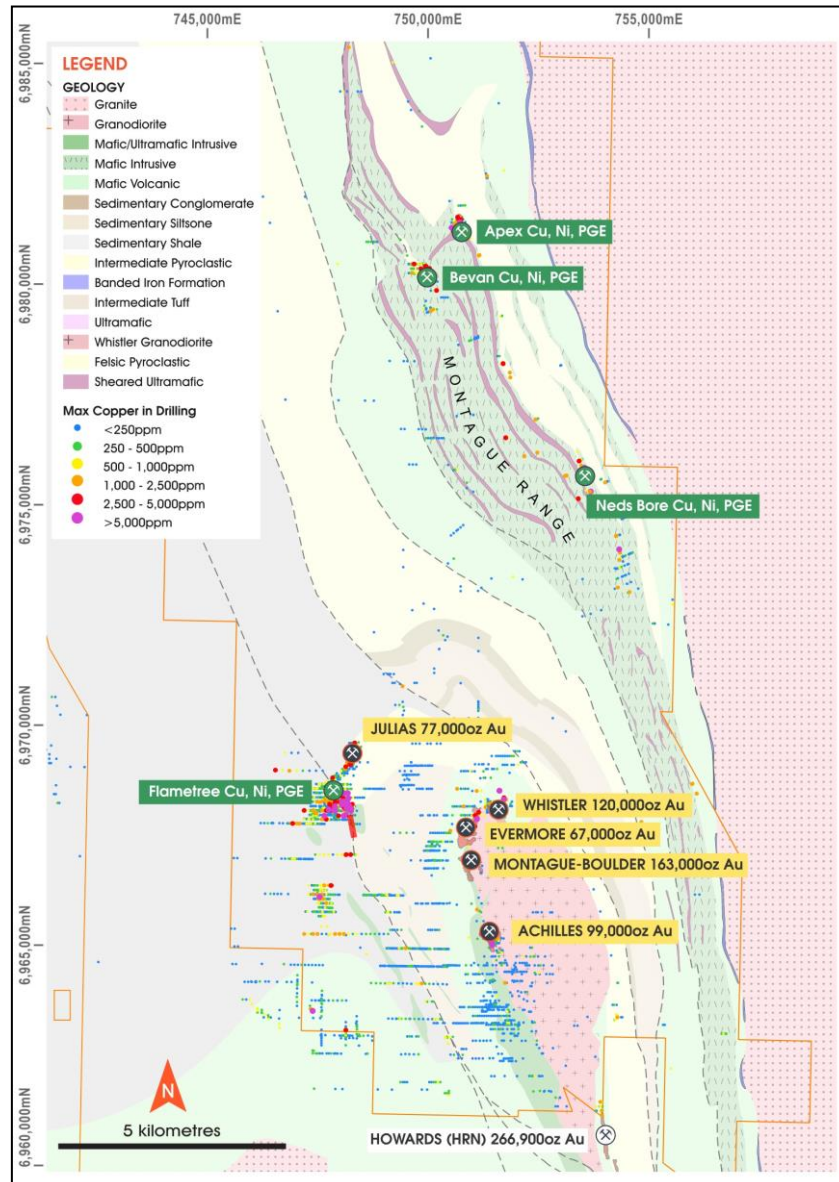 745,000mN
750,000mN
755,000mN
6,985,000mN
6,980,000mN
6,975,000mN
6,970,000mN
6,965,000mN
6,960,000mN
LEGEND
GEOLOGY
Granite
Granodiorite
Mafic/Ultramafic Intrusive
Mafic Intrusive
Mafic Volcanic
Sedimentary Conglomerate
Sedimentary Siltsone
Sedimentary Shale
Intermediate Pyroclastic
Banded Iron Formation
Intermediate Tuff
Ultramafic
Whistler Granodiorite
Felsic Pyroclastic
Sheared Ultramafic
Max Copper in Drilling
<250ppm
250 - 500ppm
500 - 1,000ppm
1,000 - 2,500ppm
2,500 - 5,000ppm
>5,000ppm
Apex Cu, Ni, PGE
Bevan Cu, Ni, PGE
MONTAGUE RANGE
Neds Bore Cu, Ni, PGE
JULIAS 77,000oz Au
Flametree Cu, Ni, PGE
WHISTLER 120,000oz Au
EVERMORE 67,000oz Au
MONTAGUE-BOULDER 163,000oz Au
ACHILLES 99,000oz Au
N
5 kilometres
HOWARDS (HRN) 266,900oz Au